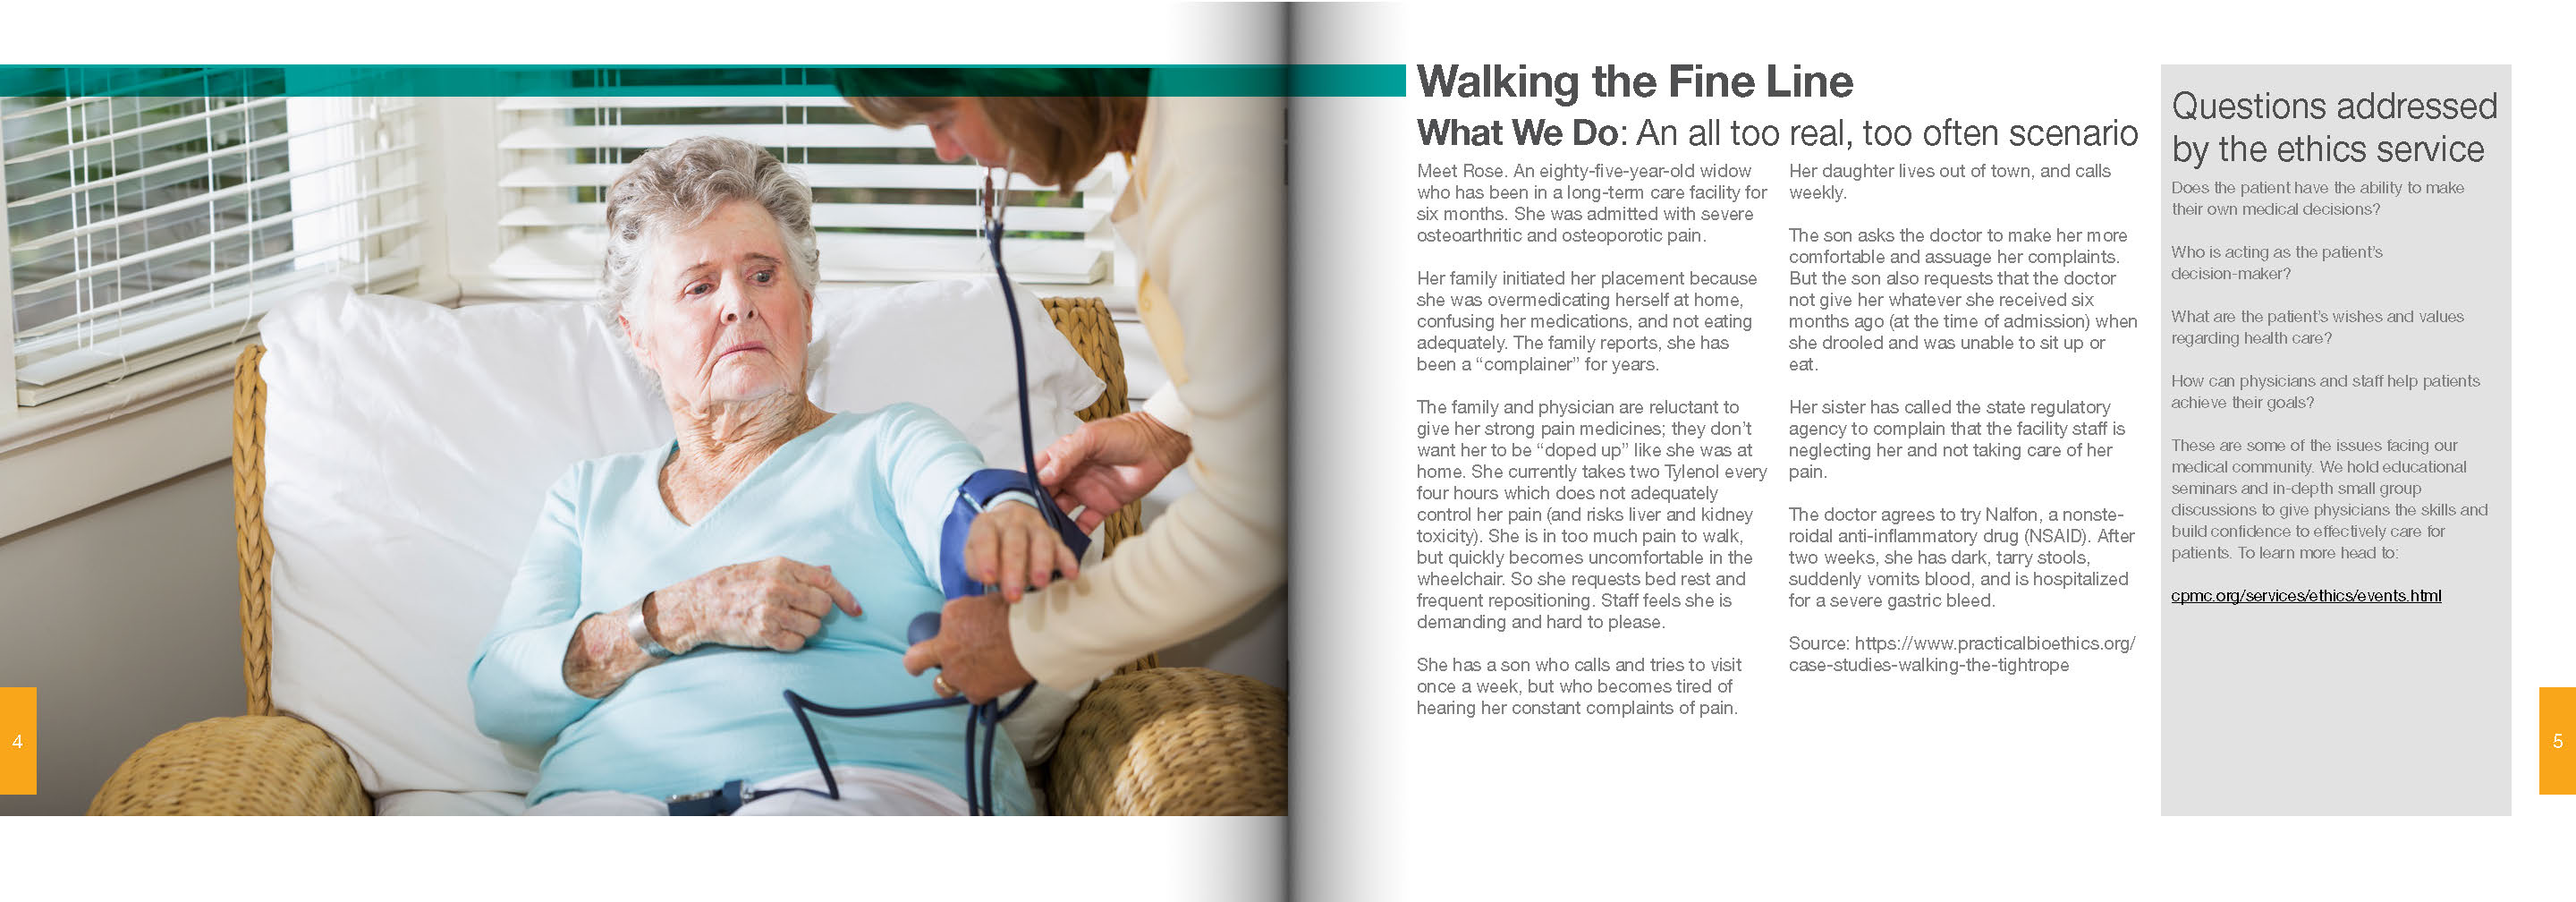 4
Walking the Fine Line
What We Do: An all too real, too often scenario
Meet Rose. An eighty-five-year-old widow
who has been in a long-term care facility for
six months. She was admitted with severe
osteoarthritic and osteoporotic pain.
Her family initiated her placement because
she was overmedicating herself at home,
confusing her medications, and not eating
adequately. The family reports, she has
been a “complainer” for years.
The family and physician are reluctant to
give her strong pain medicines; they don’t
want her to be “doped up” like she was at
home. She currently takes two Tylenol every
four hours which does not adequately
control her pain (and risks liver and kidney
toxicity). She is in too much pain to walk,
but quickly becomes uncomfortable in the
wheelchair. So she requests bed rest and
frequent repositioning. Staff feels she is
demanding and hard to please.
She has a son who calls and tries to visit
once a week, but who becomes tired of
hearing her constant complaints of pain.
Her daughter lives out of town, and calls
weekly.
The son asks the doctor to make her more
comfortable and assuage her complaints.
But the son also requests that the doctor
not give her whatever she received six
months ago (at the time of admission) when
she drooled and was unable to sit up or
eat.
Her sister has called the state regulatory
agency to complain that the facility staff is
neglecting her and not taking care of her
pain.
The doctor agrees to try Nalfon, a nonste-
roidal anti-inflammatory drug (NSAID). After
two weeks, she has dark, tarry stools,
suddenly vomits blood, and is hospitalized
for a severe gastric bleed.
Source: https://www.practicalbioethics.org/
case-studies-walking-the-tightrope
Questions addressed
by the ethics service
Does the patient have the ability to make
their own medical decisions?
Who is acting as the patient’s
decision-maker?
What are the patient’s wishes and values
regarding health care?
How can physicians and staff help patients
achieve their goals?
These are some of the issues facing our
medical community. We hold educational
seminars and in-depth small group
discussions to give physicians the skills and
build confidence to effectively care for
patients. To learn more head to:
cpmc.org/services/ethics/events.html
5